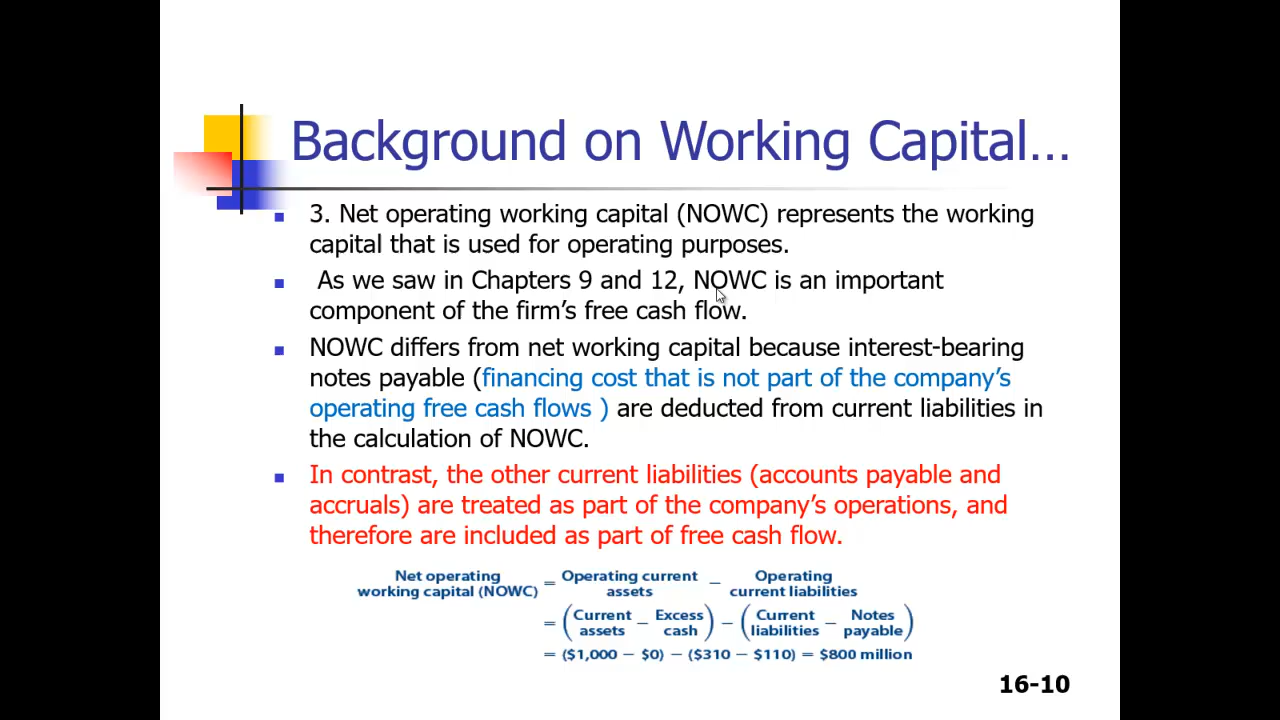 Background on Working Capital...
3. Net operating working capital (NOWC) represents the working
capital that is used for operating purposes.
As we saw in Chapters 9 and 12, NOWC is an important
component of the firm's free cash flow.
NOWC differs from net working capital because interest-bearing
notes payable (financing cost that is not part of the company's
operating free cash flows ) are deducted from current liabilities in
the calculation of NOWC.
In contrast, the other current liabilities (accounts payable and
accruals) are treated as part of the company's operations, and
therefore are included as part of free cash flow.
Net operating working capital (NOWC) = Operating current assets − Operating current liabilities
= (Current assets − Excess cash) − (Current liabilities − Notes payable)
= ($1,000 − $0) − ($310 − $110) = $800 million
16-10